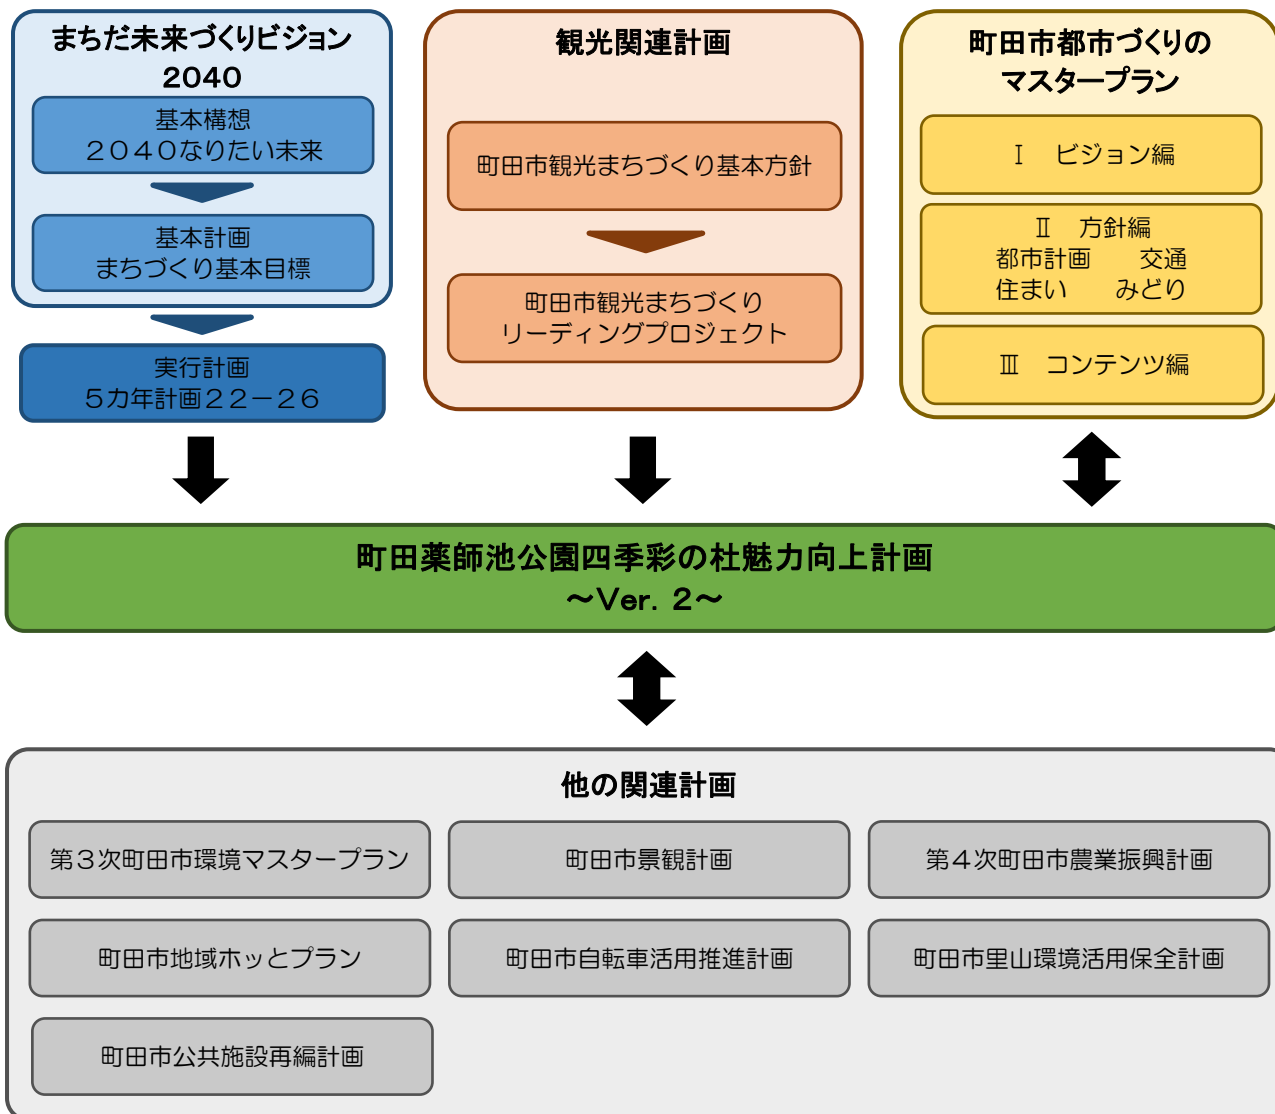 まちだ未来づくりビジョン
2040
基本構想
２０４０なりたい未来
基本計画
まちづくり基本目標
実行計画
５カ年計画２２－２６
観光関連計画
町田市観光まちづくり基本方針
町田市観光まちづくり
リーディングプロジェクト
町田市都市づくりの
マスタープラン
Ⅰ　ビジョン編
Ⅱ　方針編
都市計画　　交通
住まい　　みどり
Ⅲ　コンテンツ編
町田薬師池公園四季彩の杜魅力向上計画
～Ver. 2～
他の関連計画
第３次町田市環境マスタープラン
町田市景観計画
第４次町田市農業振興計画
町田市地域ホッとプラン
町田市自転車活用推進計画
町田市里山環境活用保全計画
町田市公共施設再編計画